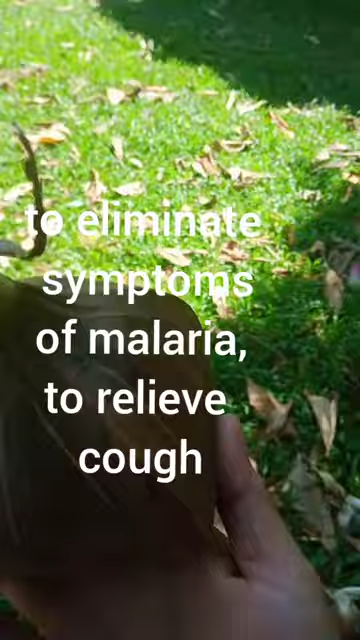 to eliminate
symptoms
of malaria,
to relieve
cough